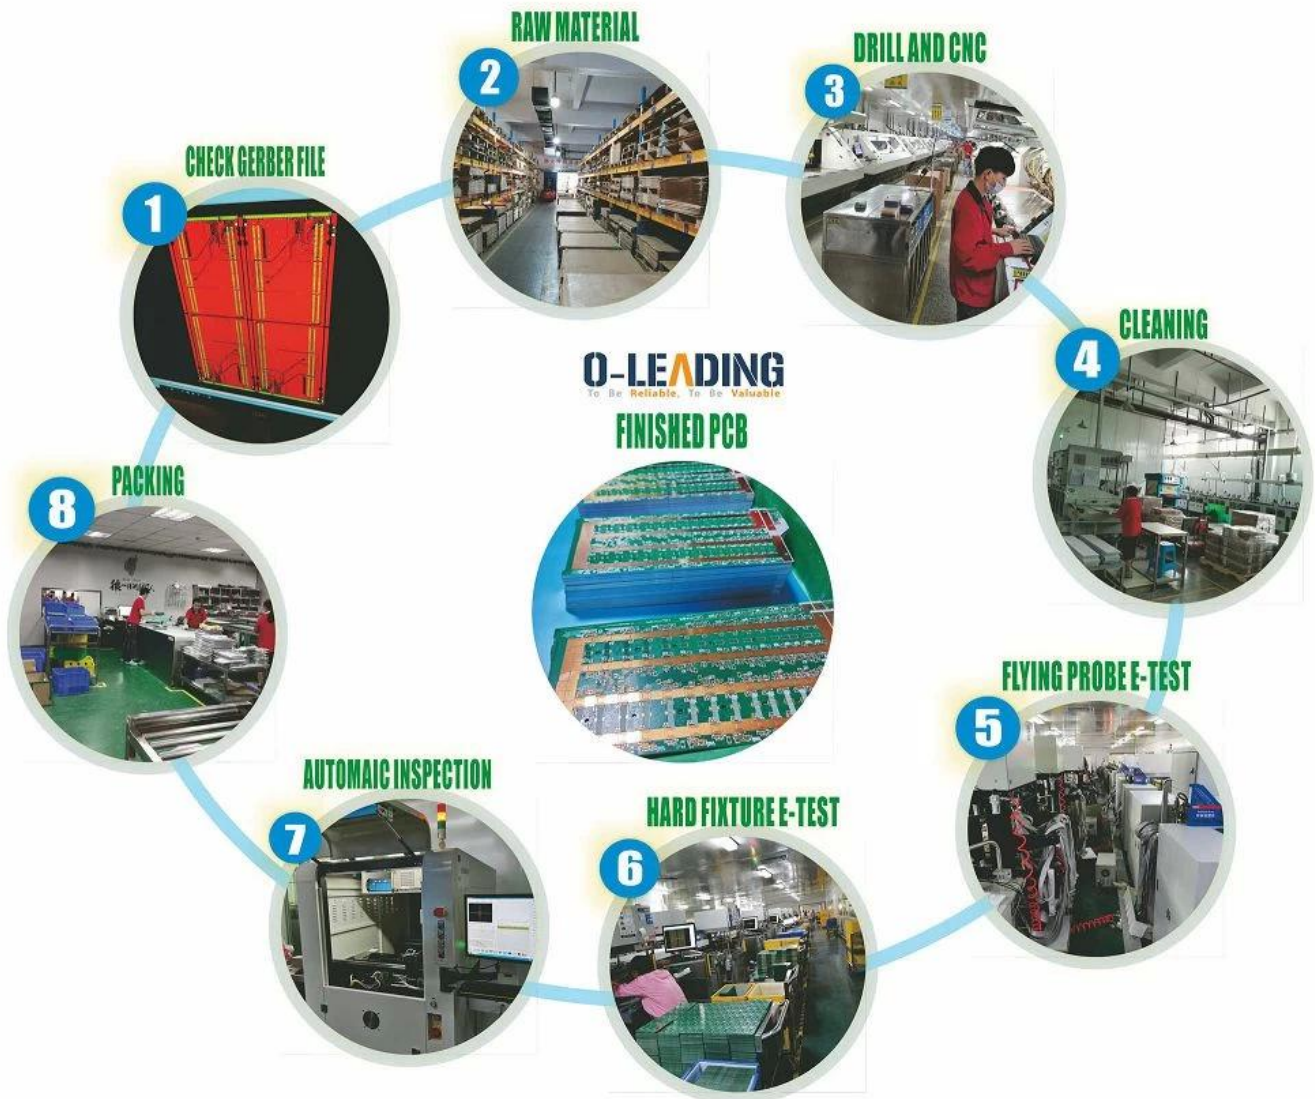 1
CHECK GERBER FILE
2
RAW MATERIAL
3
DRILL AND CNC
4
CLEANING
5
FLYING PROBE E-TEST
6
HARD FIXTURE E-TEST
7
AUTOMAIC INSPECTION
8
PACKING
O-LEADING
To Be Reliable, To Be Valuable
FINISHED PCB